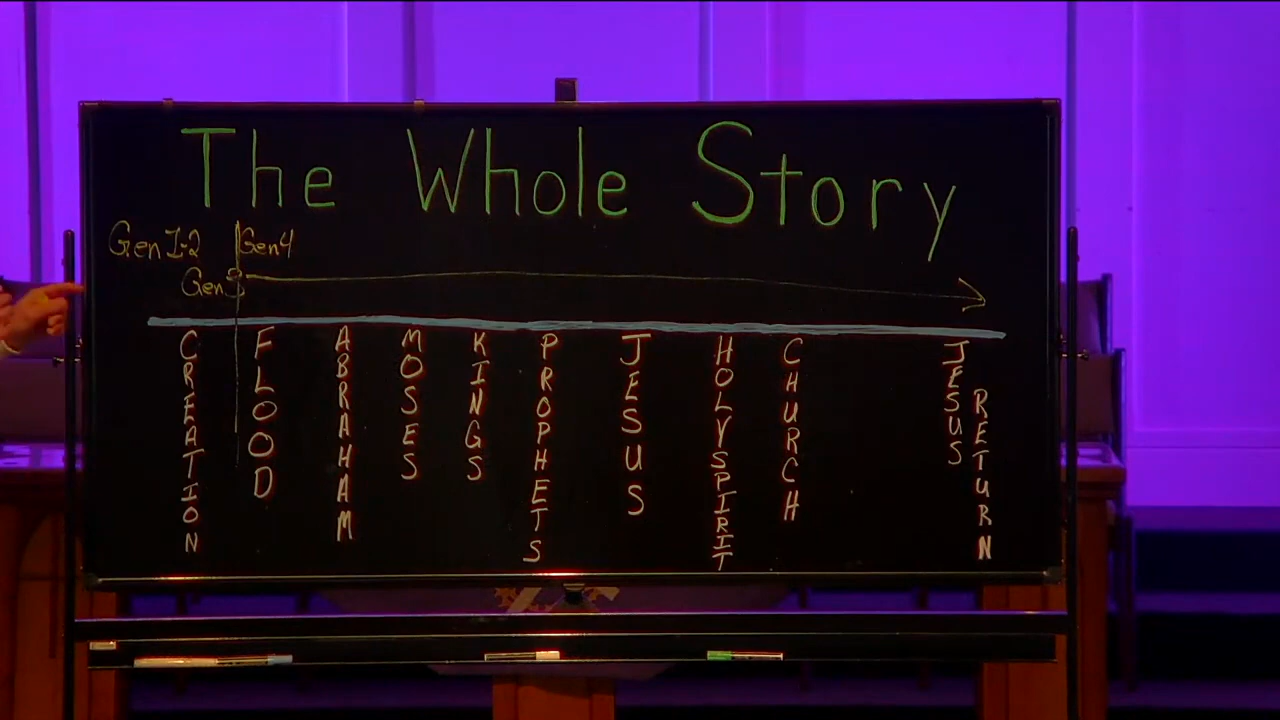 The Whole Story
Gen 1-2
Gen 4
Gen 3
CREATION
FLOOD
ABRAHAM
MOSES
KINGS
PROPHETS
JESUS
HOLY SPIRIT
CHURCH
JESUS
RETURN